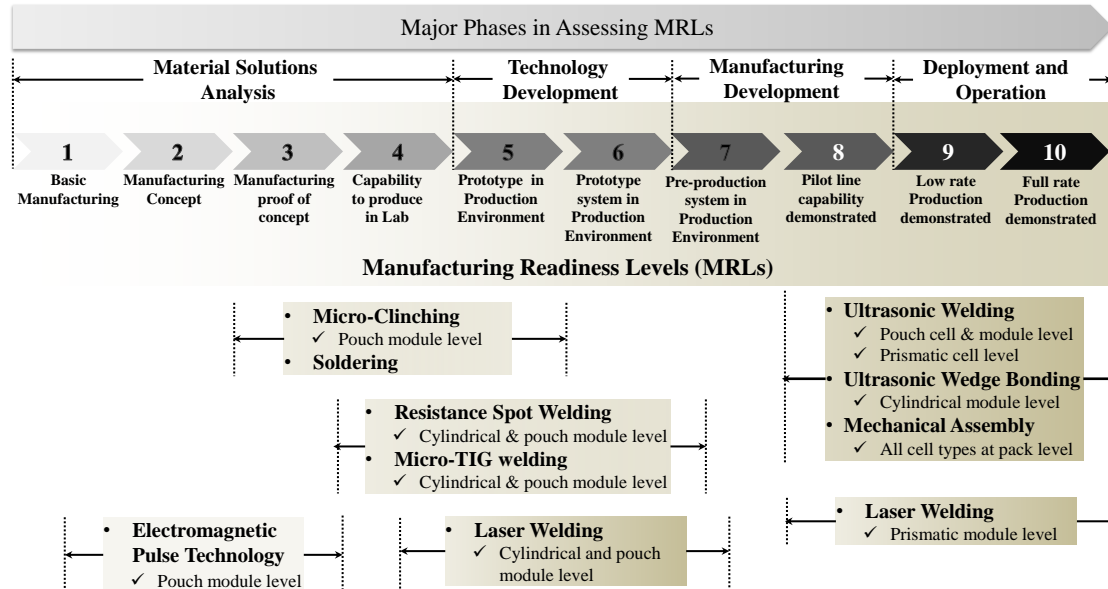 Major Phases in Assessing MRLs
Material Solutions
Analysis
Technology
Development
Manufacturing
Development
Deployment and
Operation
1
2
3
4
5
6
7
8
9
10
Basic
Manufacturing
Manufacturing
Concept
Manufacturing
proof of
concept
Capability
to produce
in Lab
Prototype in
Production
Environment
Prototype
system in
Production
Environment
Pre-production
system in
Production
Environment
Pilot line
capability
demonstrated
Low rate
Production
demonstrated
Full rate
Production
demonstrated
Manufacturing Readiness Levels (MRLs)
• Micro-Clinching
✓ Pouch module level
• Soldering
• Ultrasonic Welding
✓ Pouch cell & module level
✓ Prismatic cell level
• Ultrasonic Wedge Bonding
✓ Cylindrical module level
• Mechanical Assembly
✓ All cell types at pack level
• Resistance Spot Welding
✓ Cylindrical & pouch module level
• Micro-TIG welding
✓ Cylindrical & pouch module level
• Electromagnetic
Pulse Technology
✓ Pouch module level
• Laser Welding
✓ Cylindrical and pouch
module level
• Laser Welding
✓ Prismatic module level